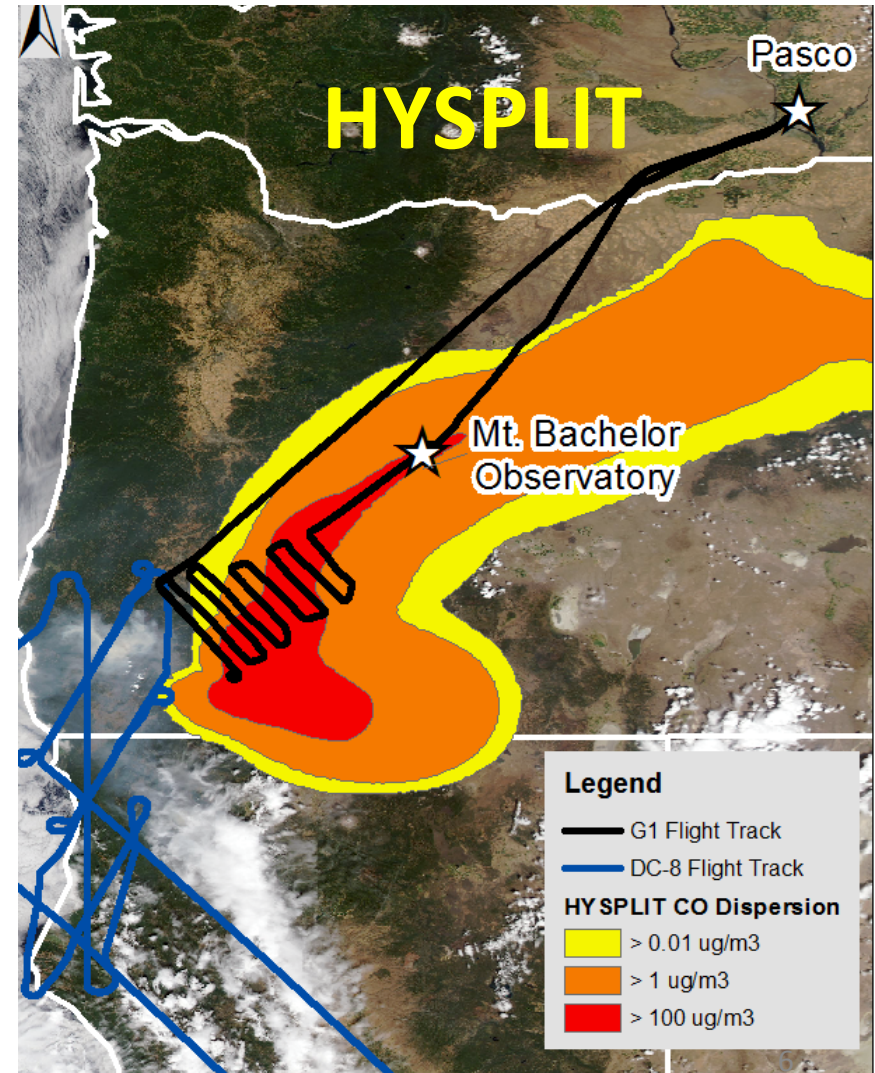 Pasco
HYSPLIT
Mt. Bachelor
Observatory
Legend
G1 Flight Track
DC-8 Flight Track
HYSPLIT CO Dispersion
> 0.01 ug/m3
> 1 ug/m3
> 100 ug/m3